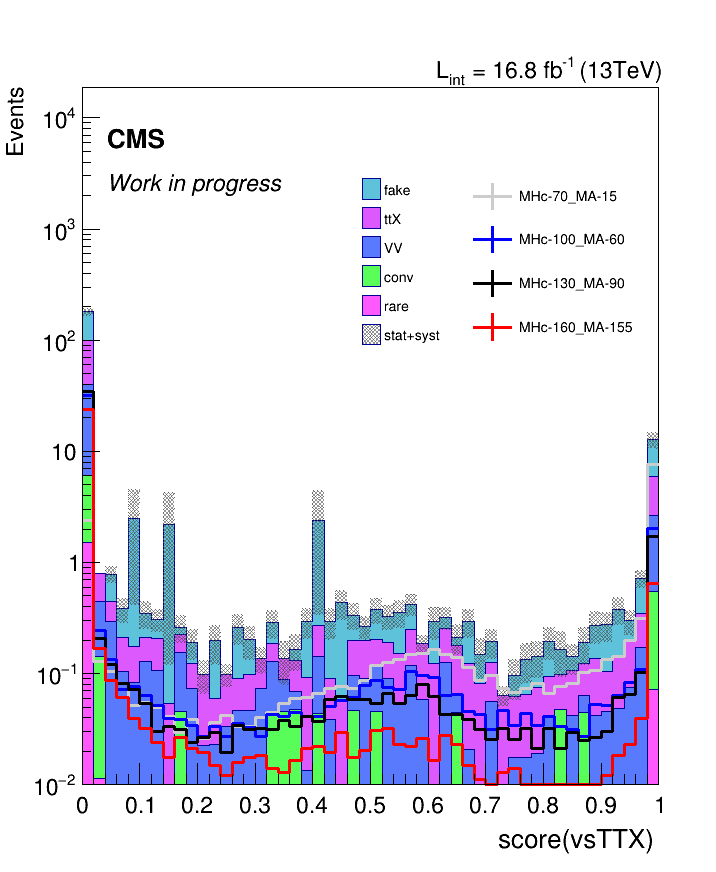 L_int = 16.8 fb^-1 (13TeV)
Events
CMS
Work in progress
fake
ttX
VV
conv
rare
stat+syst
MHc-70_MA-15
MHc-100_MA-60
MHc-130_MA-90
MHc-160_MA-155
10^4
10^3
10^2
10
1
10^−1
10^−2
0 0.1 0.2 0.3 0.4 0.5 0.6 0.7 0.8 0.9 1
score(vsTTX)